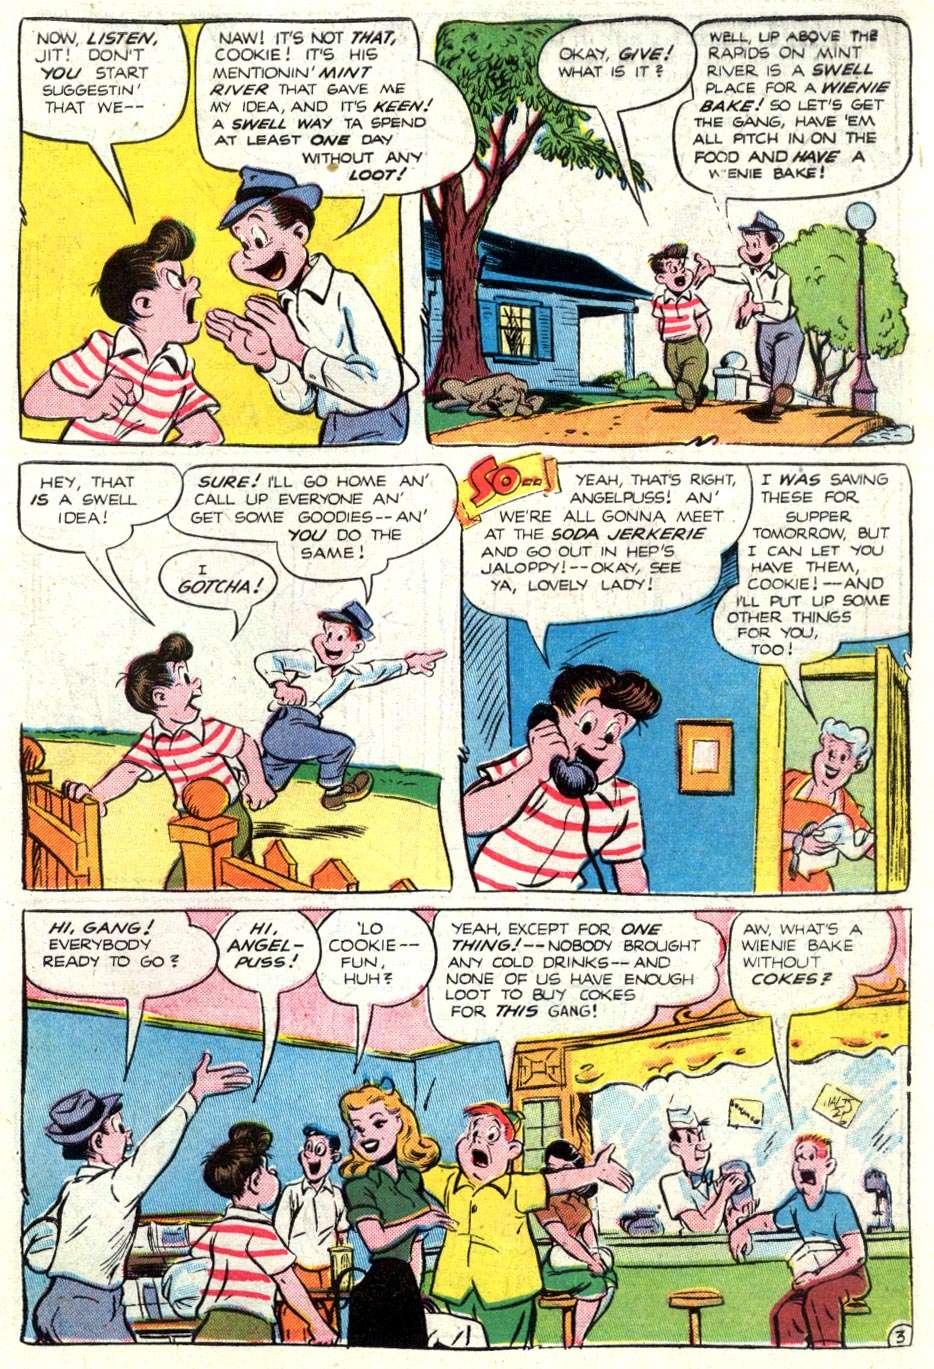 NOW, LISTEN,
JIT! DON'T
YOU START
SUGGESTIN'
THAT WE--
NAW! IT'S NOT THAT,
COOKIE! IT'S HIS
MENTIONIN' MINT
RIVER THAT GAVE ME
MY IDEA, AND IT'S KEEN!
A SWELL WAY TA SPEND
AT LEAST ONE DAY
WITHOUT ANY
LOOT!
OKAY, GIVE!
WHAT IS IT?
WELL, UP ABOVE THE
RAPIDS ON MINT
RIVER IS A SWELL
PLACE FOR A WIENIE
BAKE! SO LET'S GET
THE GANG, HAVE 'EM
ALL PITCH IN ON THE
FOOD AND HAVE A
WIENIE BAKE!
HEY, THAT
IS A SWELL
IDEA!
SURE! I'LL GO HOME AN'
CALL UP EVERYONE AN'
GET SOME GOODIES--AN'
YOU DO THE
SAME!
I
GOTCHA!
SO--
YEAH, THAT'S RIGHT,
ANGELPUSS! AN'
WE'RE ALL GONNA MEET
AT THE SODA JERKERIE
AND GO OUT IN HEP'S
JALOPPY!--OKAY, SEE
YA, LOVELY LADY!
I WAS SAVING
THESE FOR
SUPPER
TOMORROW, BUT
I CAN LET YOU
HAVE THEM,
COOKIE!--AND
I'LL PUT UP SOME
OTHER THINGS
FOR YOU,
TOO!
HI, GANG!
EVERYBODY
READY TO GO?
HI,
ANGEL-
PUSS!
'LO
COOKIE--
FUN,
HUH?
YEAH, EXCEPT FOR ONE
THING!--NOBODY BROUGHT
ANY COLD DRINKS--AND
NONE OF US HAVE ENOUGH
LOOT TO BUY COKES
FOR THIS GANG!
AW, WHAT'S A
WIENIE BAKE
WITHOUT
COKES?
3